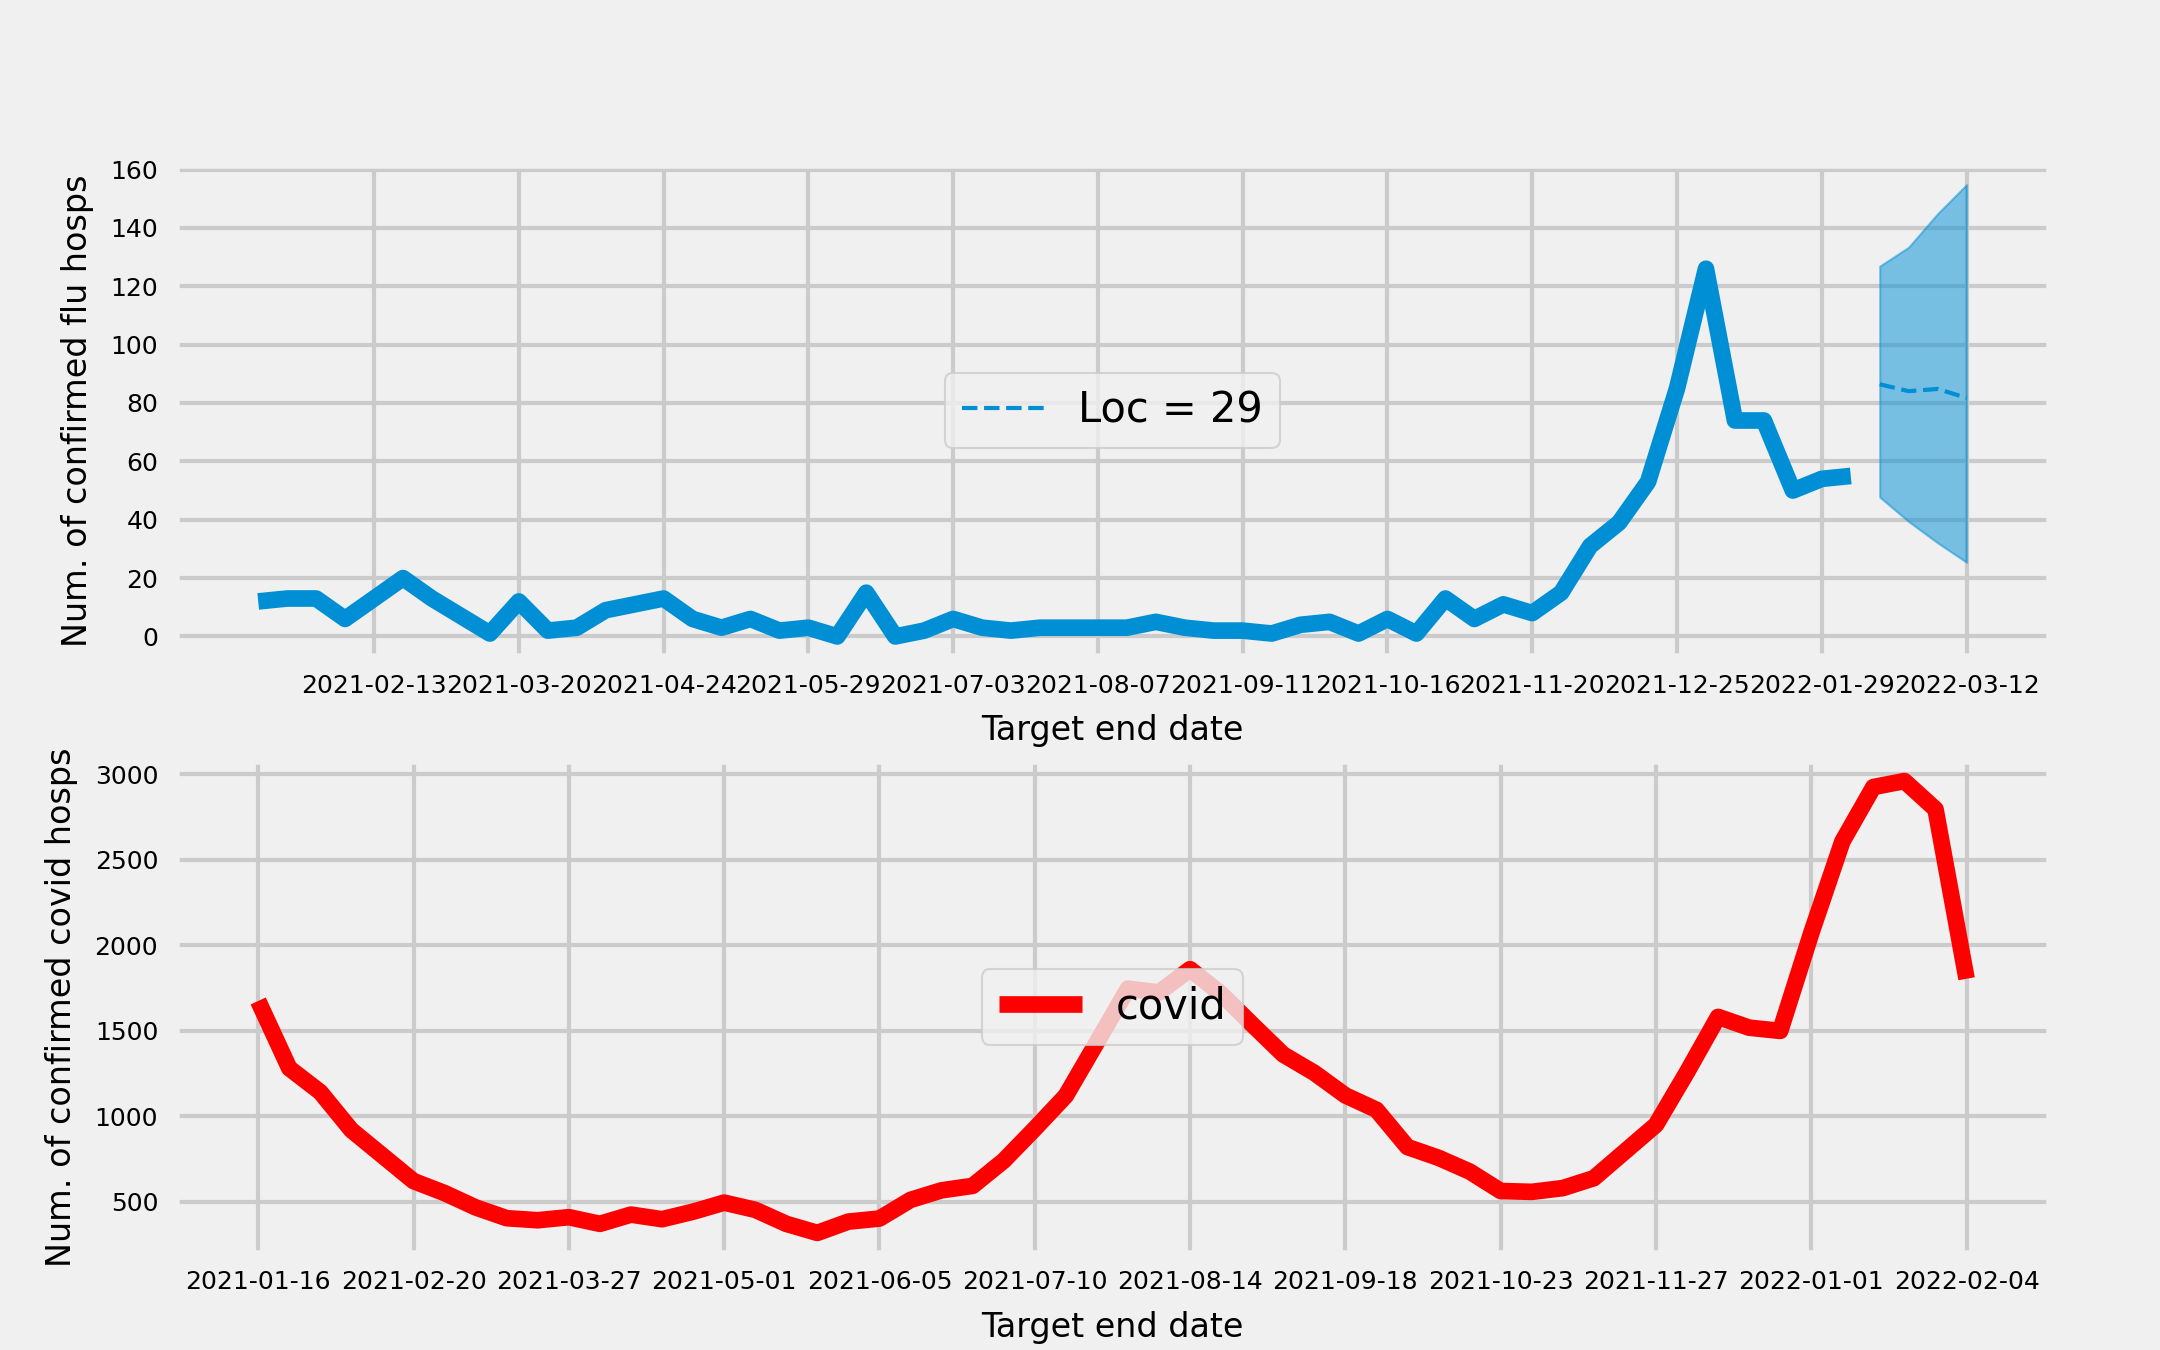 Num. of confirmed flu hosps
160
140
120
100
80
60
40
20
0
Loc = 29
2021-02-13 2021-03-20 2021-04-24 2021-05-29 2021-07-03 2021-08-07 2021-09-11 2021-10-16 2021-11-20 2021-12-25 2022-01-29 2022-03-12
Target end date
Num. of confirmed covid hosps
3000
2500
2000
1500
1000
500
covid
2021-01-16 2021-02-20 2021-03-27 2021-05-01 2021-06-05 2021-07-10 2021-08-14 2021-09-18 2021-10-23 2021-11-27 2022-01-01 2022-02-04
Target end date